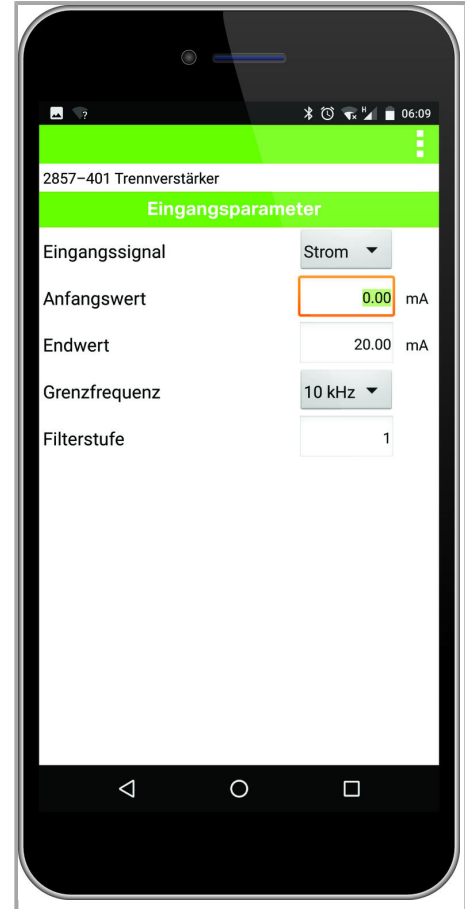 ? H 06:09
2857–401 Trennverstärker
Eingangsparameter
Eingangssignal Strom
Anfangswert 0.00 mA
Endwert 20.00 mA
Grenzfrequenz 10 kHz
Filterstufe 1